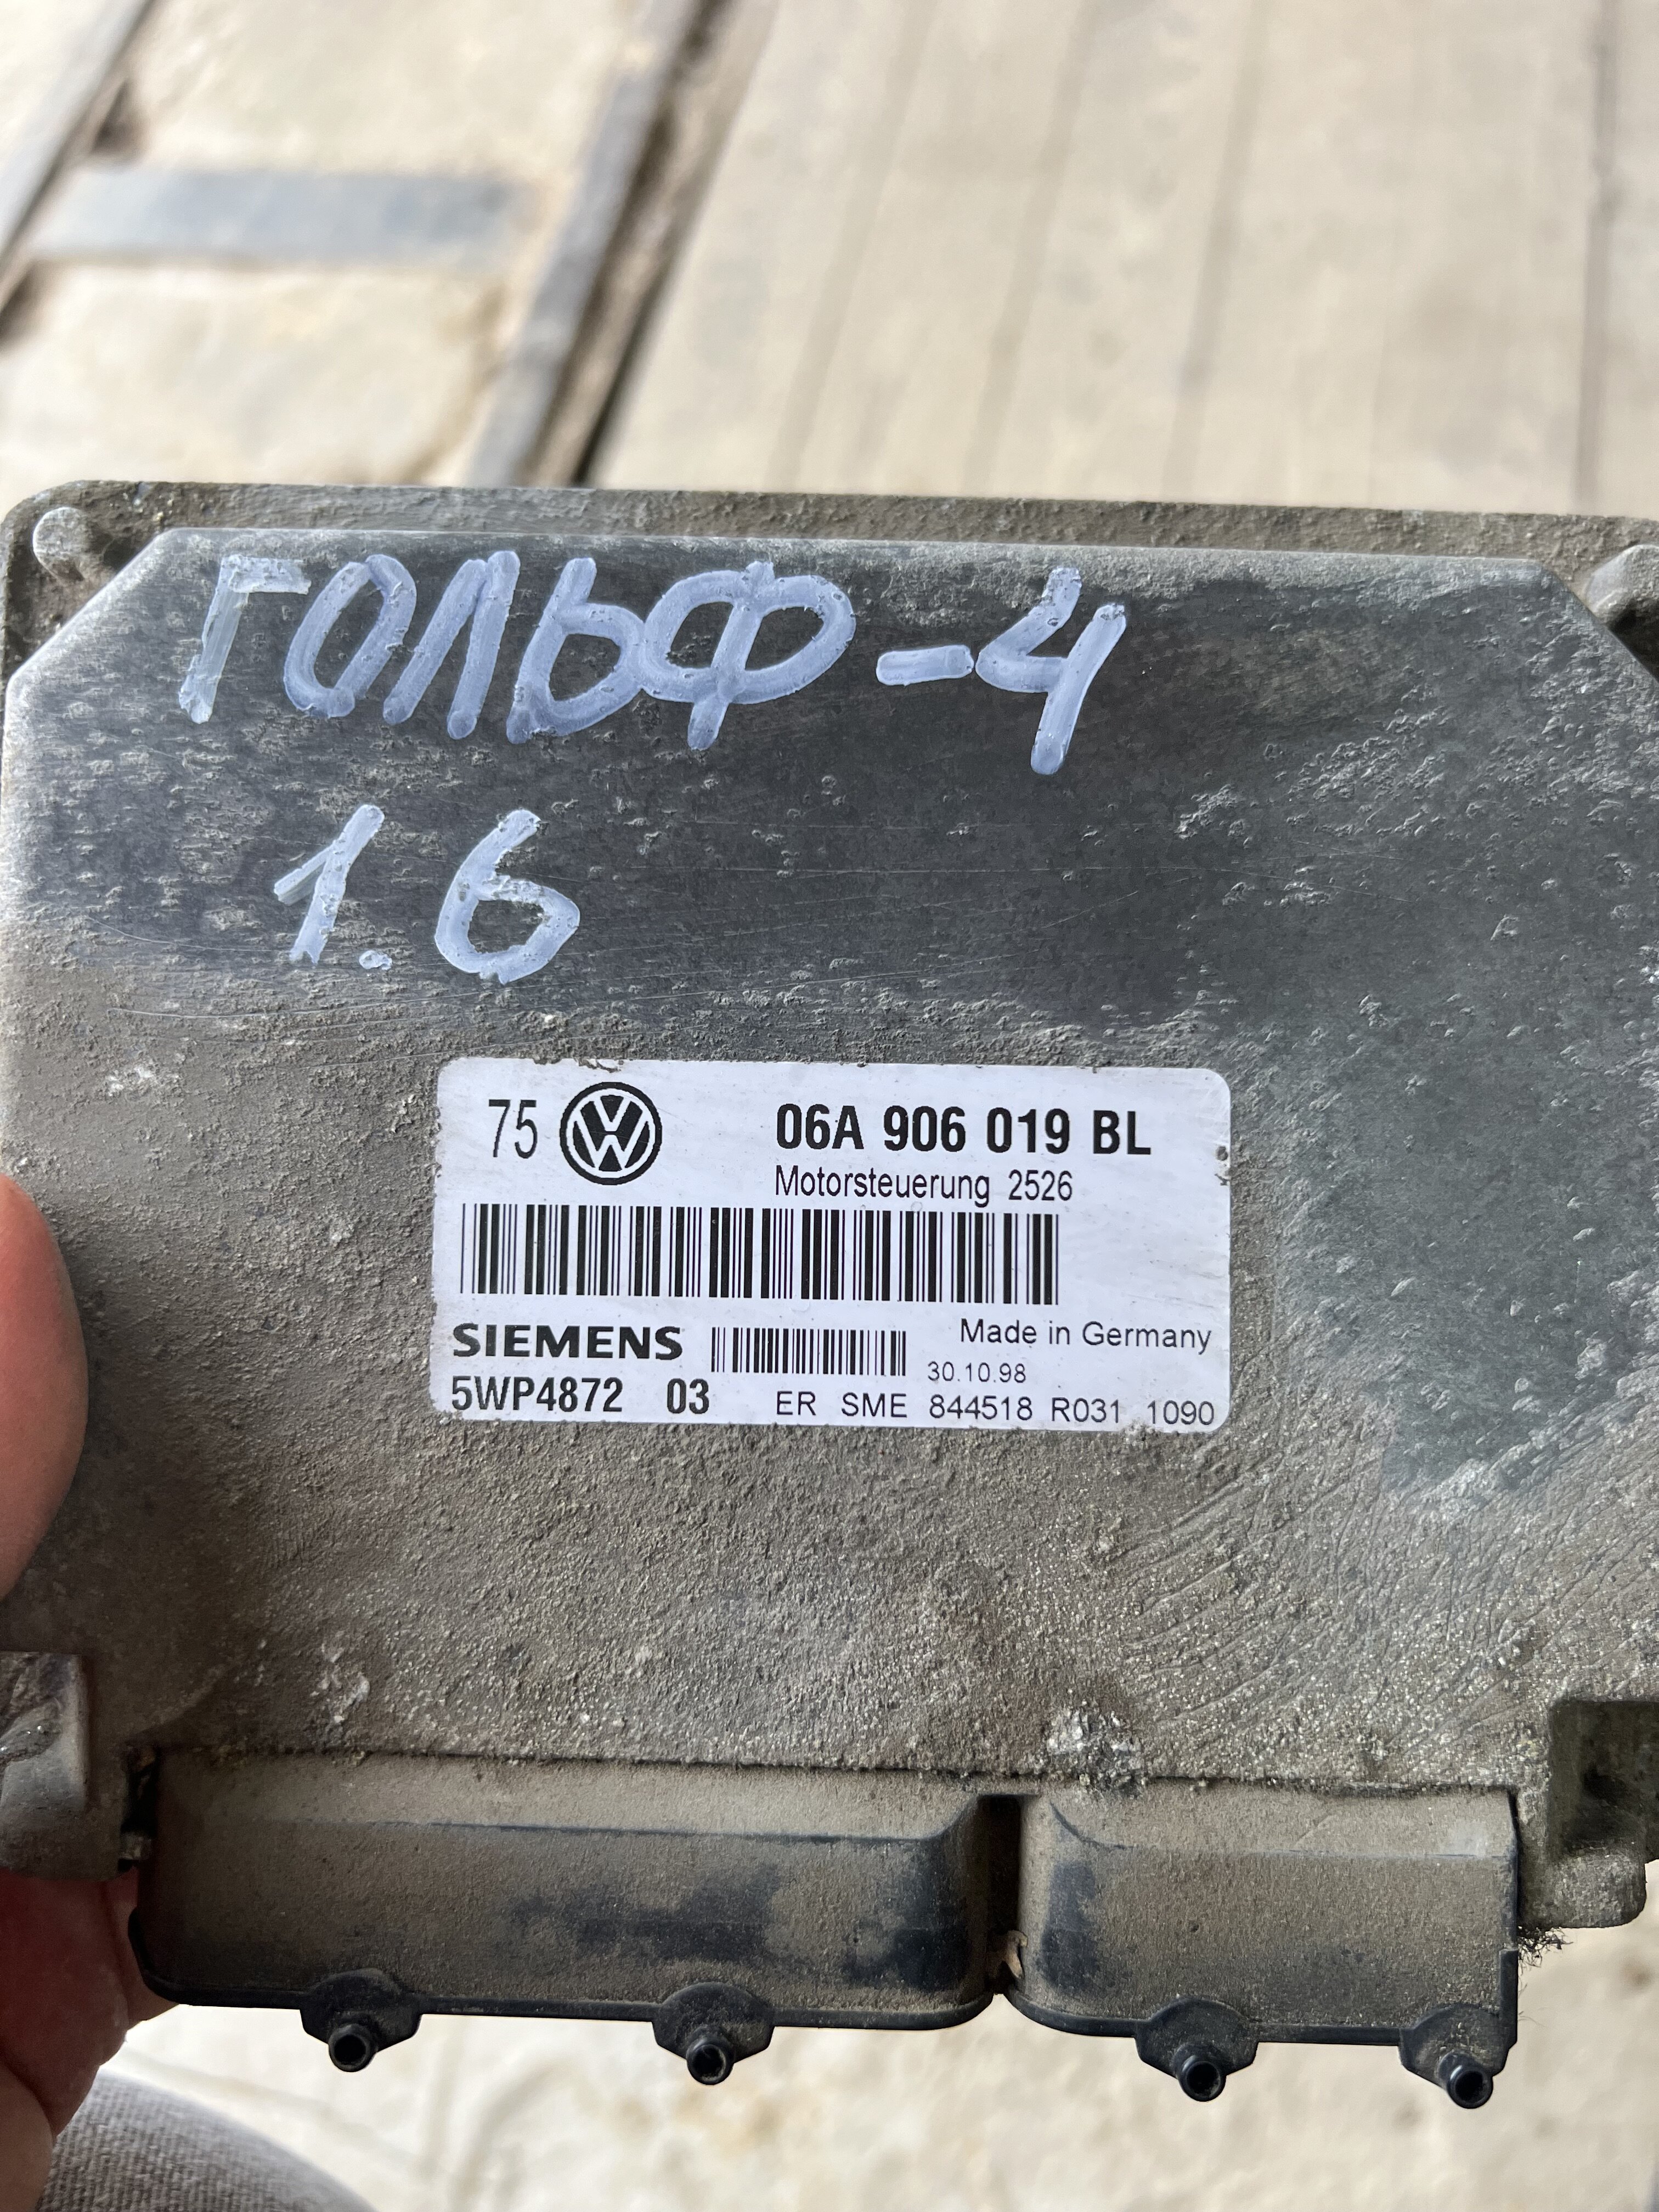 ГОЛЬФ-4
1.6
75 06A 906 019 BL
Motorsteuerung 2526
SIEMENS Made in Germany
30.10.98
5WP4872 03 ER SME 844518 R031 1090